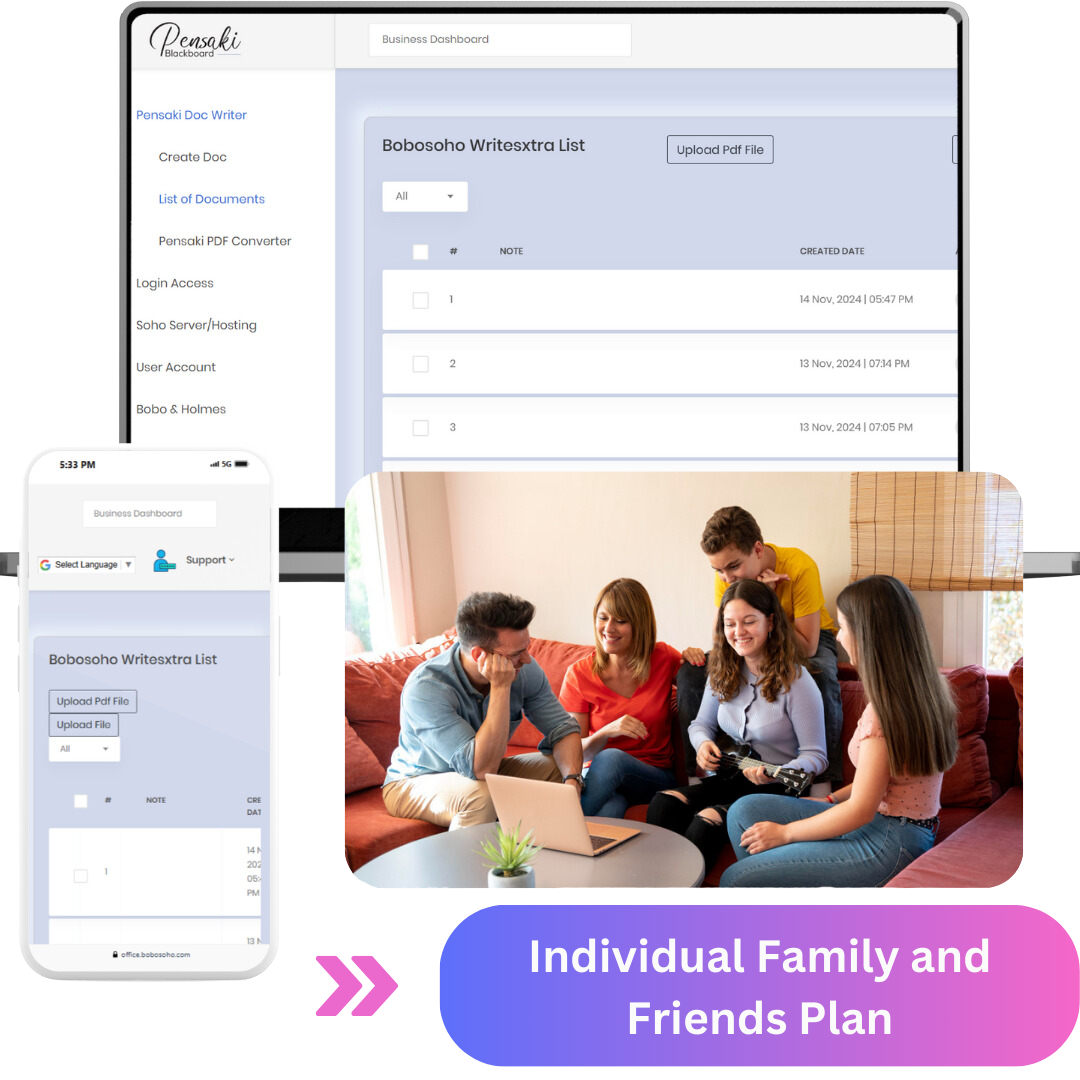 Pensaki
Blackboard
Business Dashboard
Pensaki Doc Writer
Create Doc
List of Documents
Pensaki PDF Converter
Login Access
Soho Server/Hosting
User Account
Bobo & Holmes
Bobosoho Writesxtra List
Upload Pdf File
All
# NOTE CREATED DATE
1 14 Nov, 2024 | 05:47 PM
2 13 Nov, 2024 | 07:14 PM
3 13 Nov, 2024 | 07:05 PM
5:33 PM 5G
Business Dashboard
G Select Language ▼ Support
Bobosoho Writesxtra List
Upload Pdf File
Upload File
All
# NOTE CRE
DAT
14 N
202
05:4
1
PM
13 N
office.bobosoho.com
Individual Family and
Friends Plan